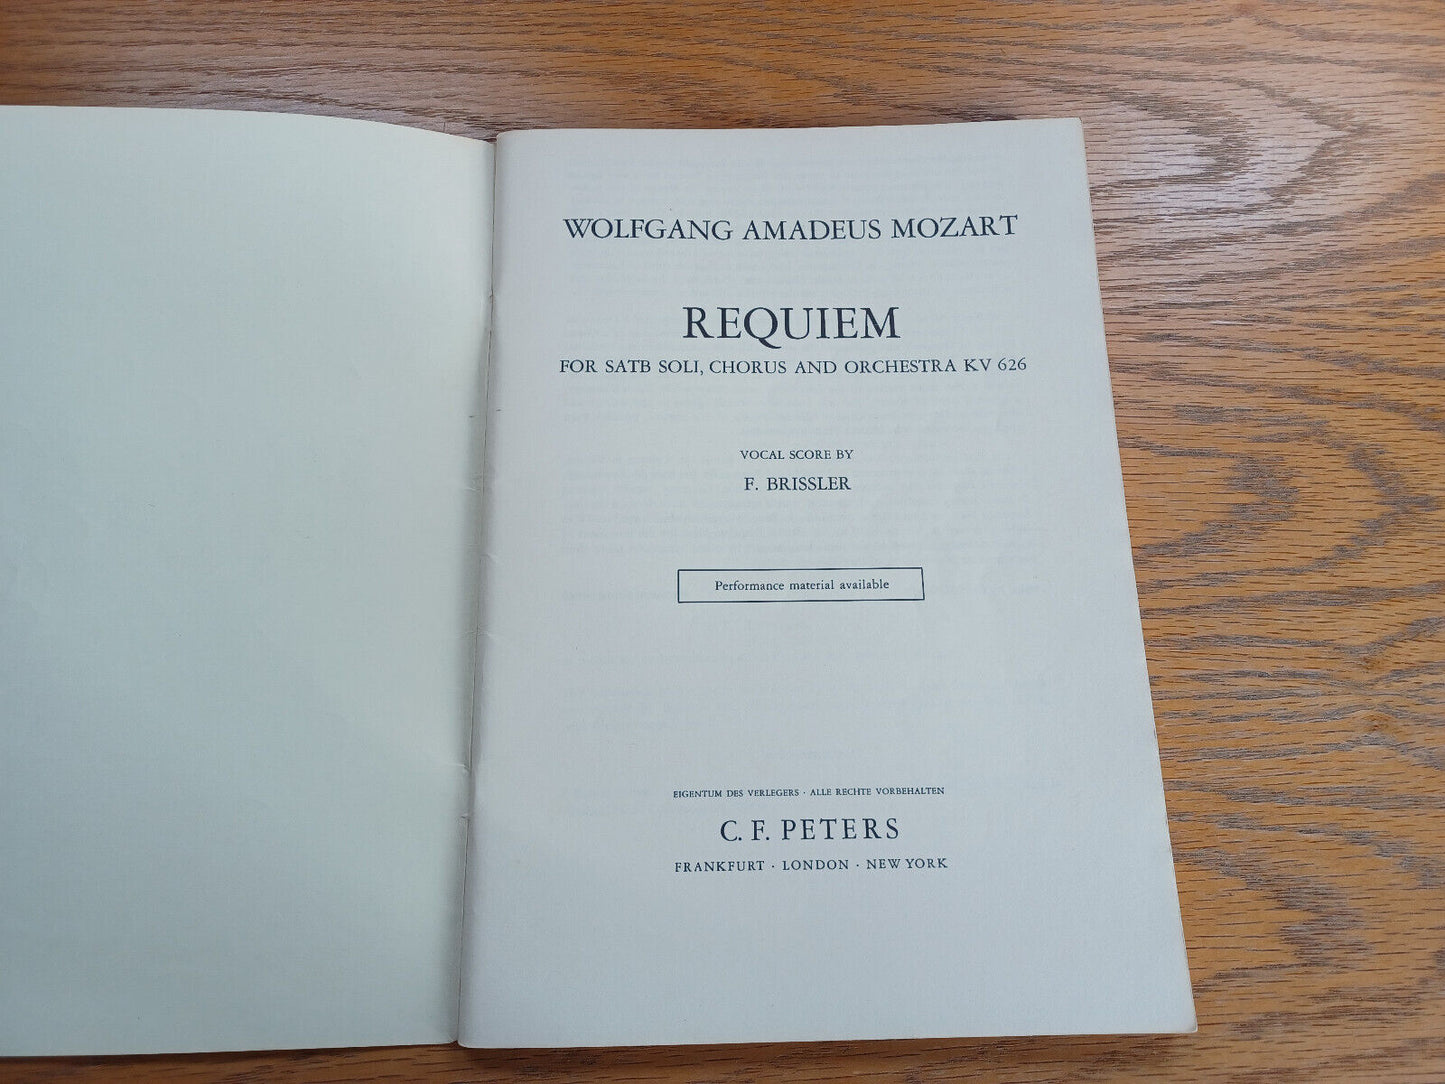 WOLFGANG AMADEUS MOZART
REQUIEM
FOR SATB SOLI, CHORUS AND ORCHESTRA KV 626
VOCAL SCORE BY
F. BRISSLER
Performance material available
EIGENTUM DES VERLEGERS · ALLE RECHTE VORBEHALTEN
C. F. PETERS
FRANKFURT · LONDON · NEW YORK